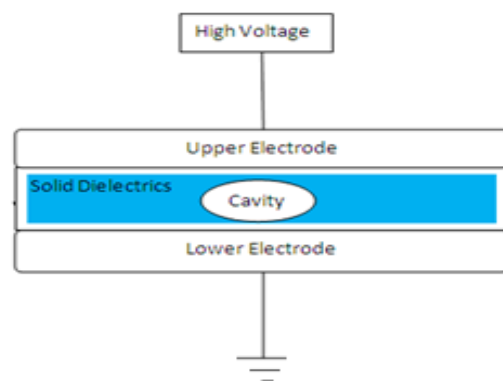 High Voltage
Upper Electrode
Solid Dielectrics
Cavity
Lower Electrode